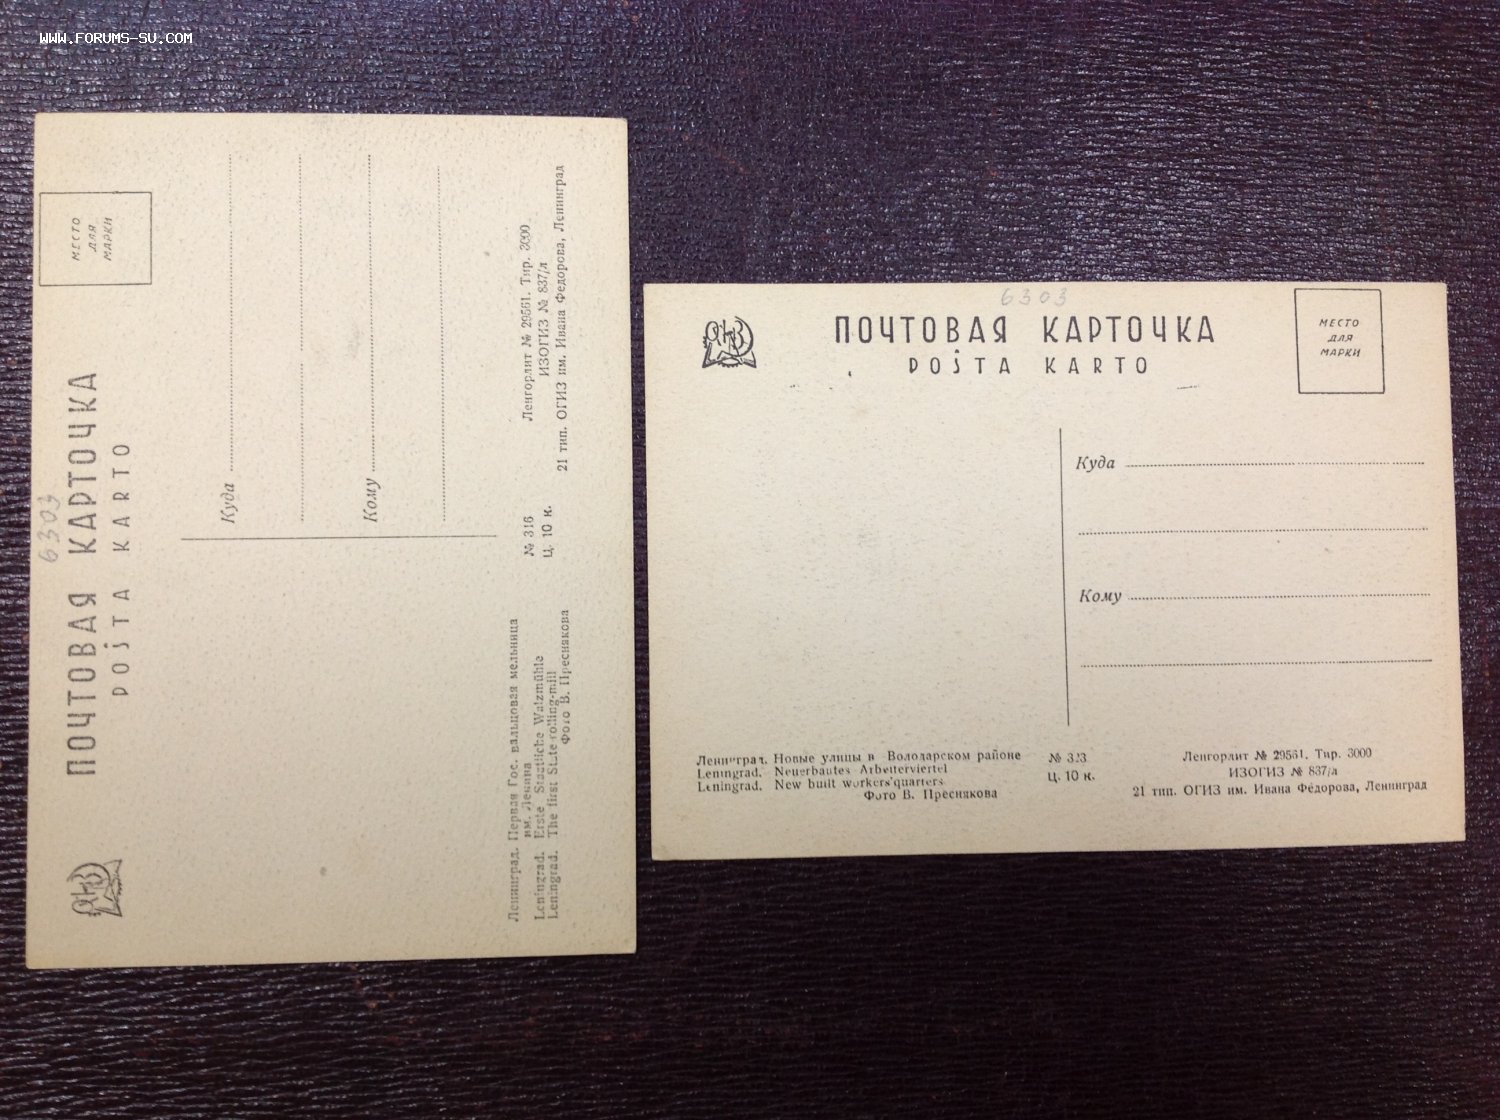 WWW.FORUMS-SU.COM
6303
ПОЧТОВАЯ КАРТОЧКА
POŜTA KARTO
МЕСТО
ДЛЯ
МАРКИ
Куда
Кому
Ленинград. Первая Гос. вальцовая мельница
им. Ленина
Leningrad. Erste Staatliche Walzmühle
Leningrad. The first State rolling-mill
Фото В. Преснякова
№ 316
Ц. 10 к.
Ленгорлит № 29561. Тир. 3000
ИЗОГИЗ № 837/л
21 тип. ОГИЗ им. Ивана Федорова, Ленинград
6303
ПОЧТОВАЯ КАРТОЧКА
POŜTA KARTO
МЕСТО
ДЛЯ
МАРКИ
Куда
Кому
Ленинград. Новые улицы в Володарском районе
Leningrad. Neuerbautes Arbeiterviertel
Leningrad. New built workers'quarters
Фото В. Преснякова
№ 323
Ц. 10 к.
Ленгорлит № 29561. Тир. 3000
ИЗОГИЗ № 837/л
21 тип. ОГИЗ им. Ивана Фёдорова, Ленинград